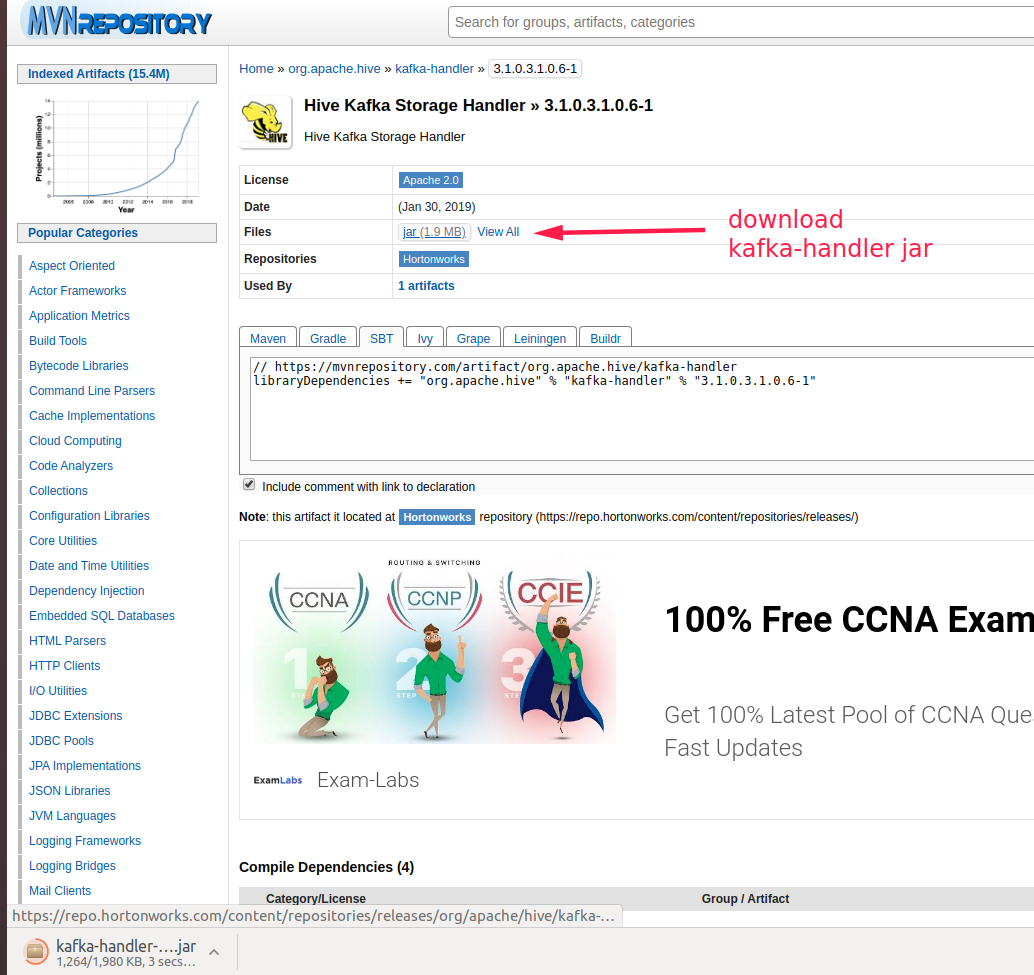 MVNREPOSITORY
Search for groups, artifacts, categories
Indexed Artifacts (15.4M)
Projects (millions)
14
12
10
8
6
4
2
0
2006 2008 2010 2012 2014 2016 2018
Year
Popular Categories
Aspect Oriented
Actor Frameworks
Application Metrics
Build Tools
Bytecode Libraries
Command Line Parsers
Cache Implementations
Cloud Computing
Code Analyzers
Collections
Configuration Libraries
Core Utilities
Date and Time Utilities
Dependency Injection
Embedded SQL Databases
HTML Parsers
HTTP Clients
I/O Utilities
JDBC Extensions
JDBC Pools
JPA Implementations
JSON Libraries
JVM Languages
Logging Frameworks
Logging Bridges
Mail Clients
Home » org.apache.hive » kafka-handler » 3.1.0.3.1.0.6-1
HIVE
Hive Kafka Storage Handler » 3.1.0.3.1.0.6-1
Hive Kafka Storage Handler
License Apache 2.0
Date (Jan 30, 2019)
Files jar (1.9 MB) View All
Repositories Hortonworks
Used By 1 artifacts
download
kafka-handler jar
Maven Gradle SBT Ivy Grape Leiningen Buildr
// https://mvnrepository.com/artifact/org.apache.hive/kafka-handler
libraryDependencies += "org.apache.hive" % "kafka-handler" % "3.1.0.3.1.0.6-1"
Include comment with link to declaration
Note: this artifact it located at Hortonworks repository (https://repo.hortonworks.com/content/repositories/releases/)
ROUTING & SWITCHING
CCNA CCNP CCIE
1 2 3
STEP STEP STEP
100% Free CCNA Exam
Get 100% Latest Pool of CCNA Que
Fast Updates
ExamLabs Exam-Labs
Compile Dependencies (4)
Category/License Group / Artifact
https://repo.hortonworks.com/content/repositories/releases/org/apache/hive/kafka-...
kafka-handler-....jar
1,264/1,980 KB, 3 secs...